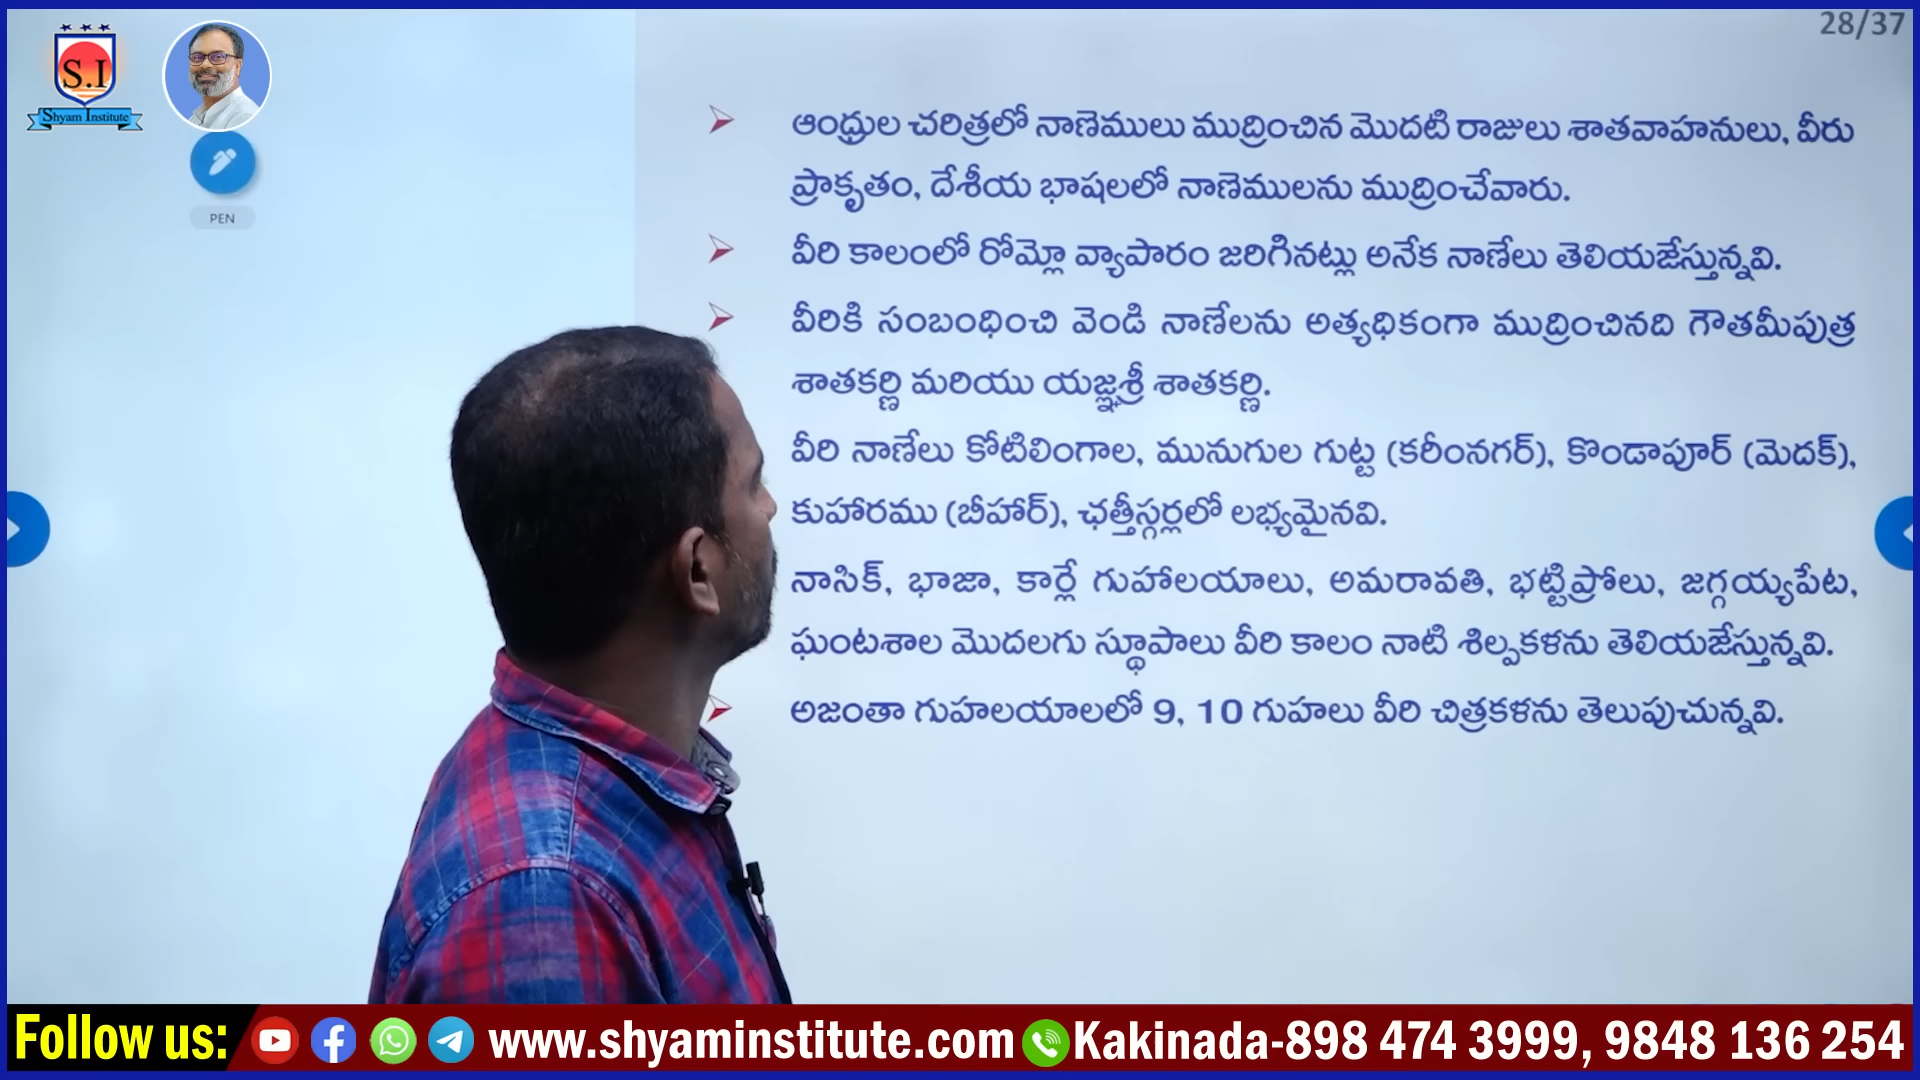 28/37
S.I
Shyam Institute
PEN
ఆంధ్రుల చరిత్రలో నాణెములు ముద్రించిన మొదటి రాజులు శాతవాహనులు, వీరు
ప్రాకృతం, దేశీయ భాషలలో నాణెములను ముద్రించేవారు.
వీరి కాలంలో రోమ్తో వ్యాపారం జరిగినట్లు అనేక నాణేలు తెలియజేస్తున్నవి.
వీరికి సంబంధించి వెండి నాణేలను అత్యధికంగా ముద్రించినది గౌతమీపుత్ర
శాతకర్ణి మరియు యజ్ఞశ్రీ శాతకర్ణి.
వీరి నాణేలు కోటిలింగాల, మునుగుల గుట్ట (కరీంనగర్), కొండాపూర్ (మెదక్),
కుహారము (బీహార్), ఛత్తీస్గర్లలో లభ్యమైనవి.
నాసిక్, భాజా, కార్లే గుహాలయాలు, అమరావతి, భట్టిప్రోలు, జగ్గయ్యపేట,
ఘంటశాల మొదలగు స్థూపాలు వీరి కాలం నాటి శిల్పకళను తెలియజేస్తున్నవి.
అజంతా గుహలయాలలో 9, 10 గుహలు వీరి చిత్రకళను తెలుపుచున్నవి.
Follow us: www.shyaminstitute.com Kakinada-898 474 3999, 9848 136 254